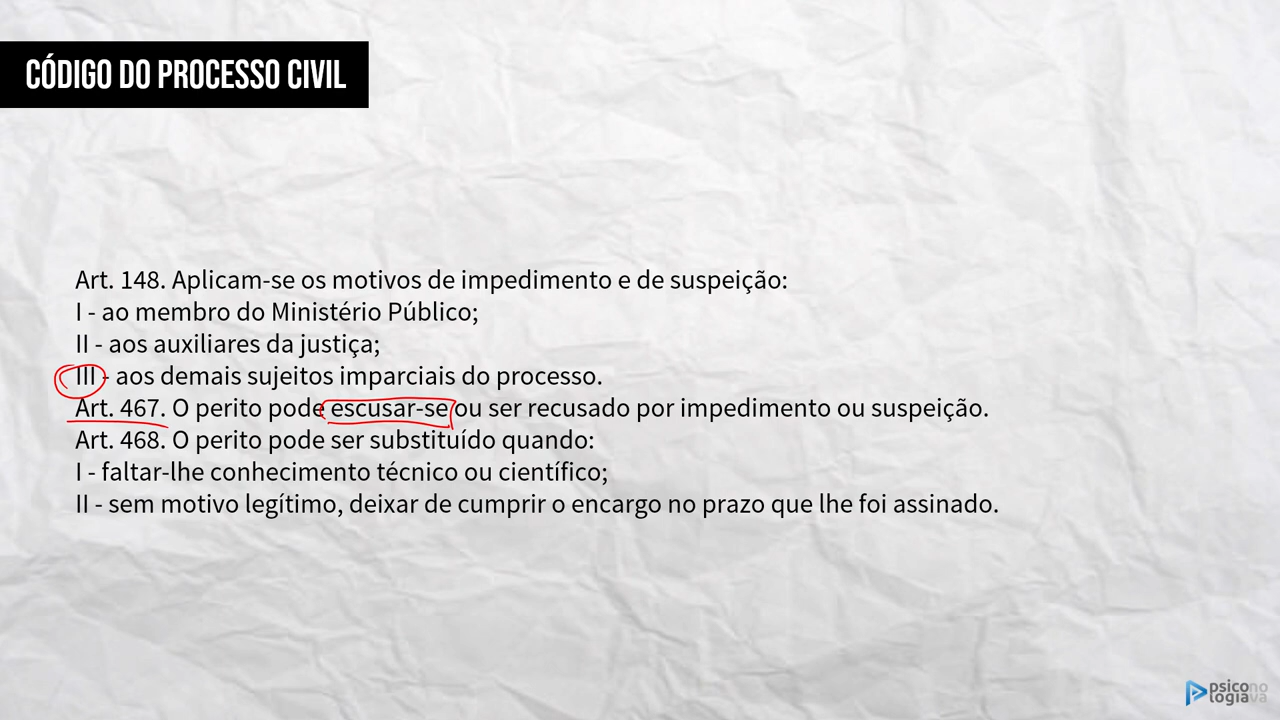 CÓDIGO DO PROCESSO CIVIL
Art. 148. Aplicam-se os motivos de impedimento e de suspeição:
I - ao membro do Ministério Público;
II - aos auxiliares da justiça;
III - aos demais sujeitos imparciais do processo.
Art. 467. O perito pode escusar-se ou ser recusado por impedimento ou suspeição.
Art. 468. O perito pode ser substituído quando:
I - faltar-lhe conhecimento técnico ou científico;
II - sem motivo legítimo, deixar de cumprir o encargo no prazo que lhe foi assinado.
psicono
logiava